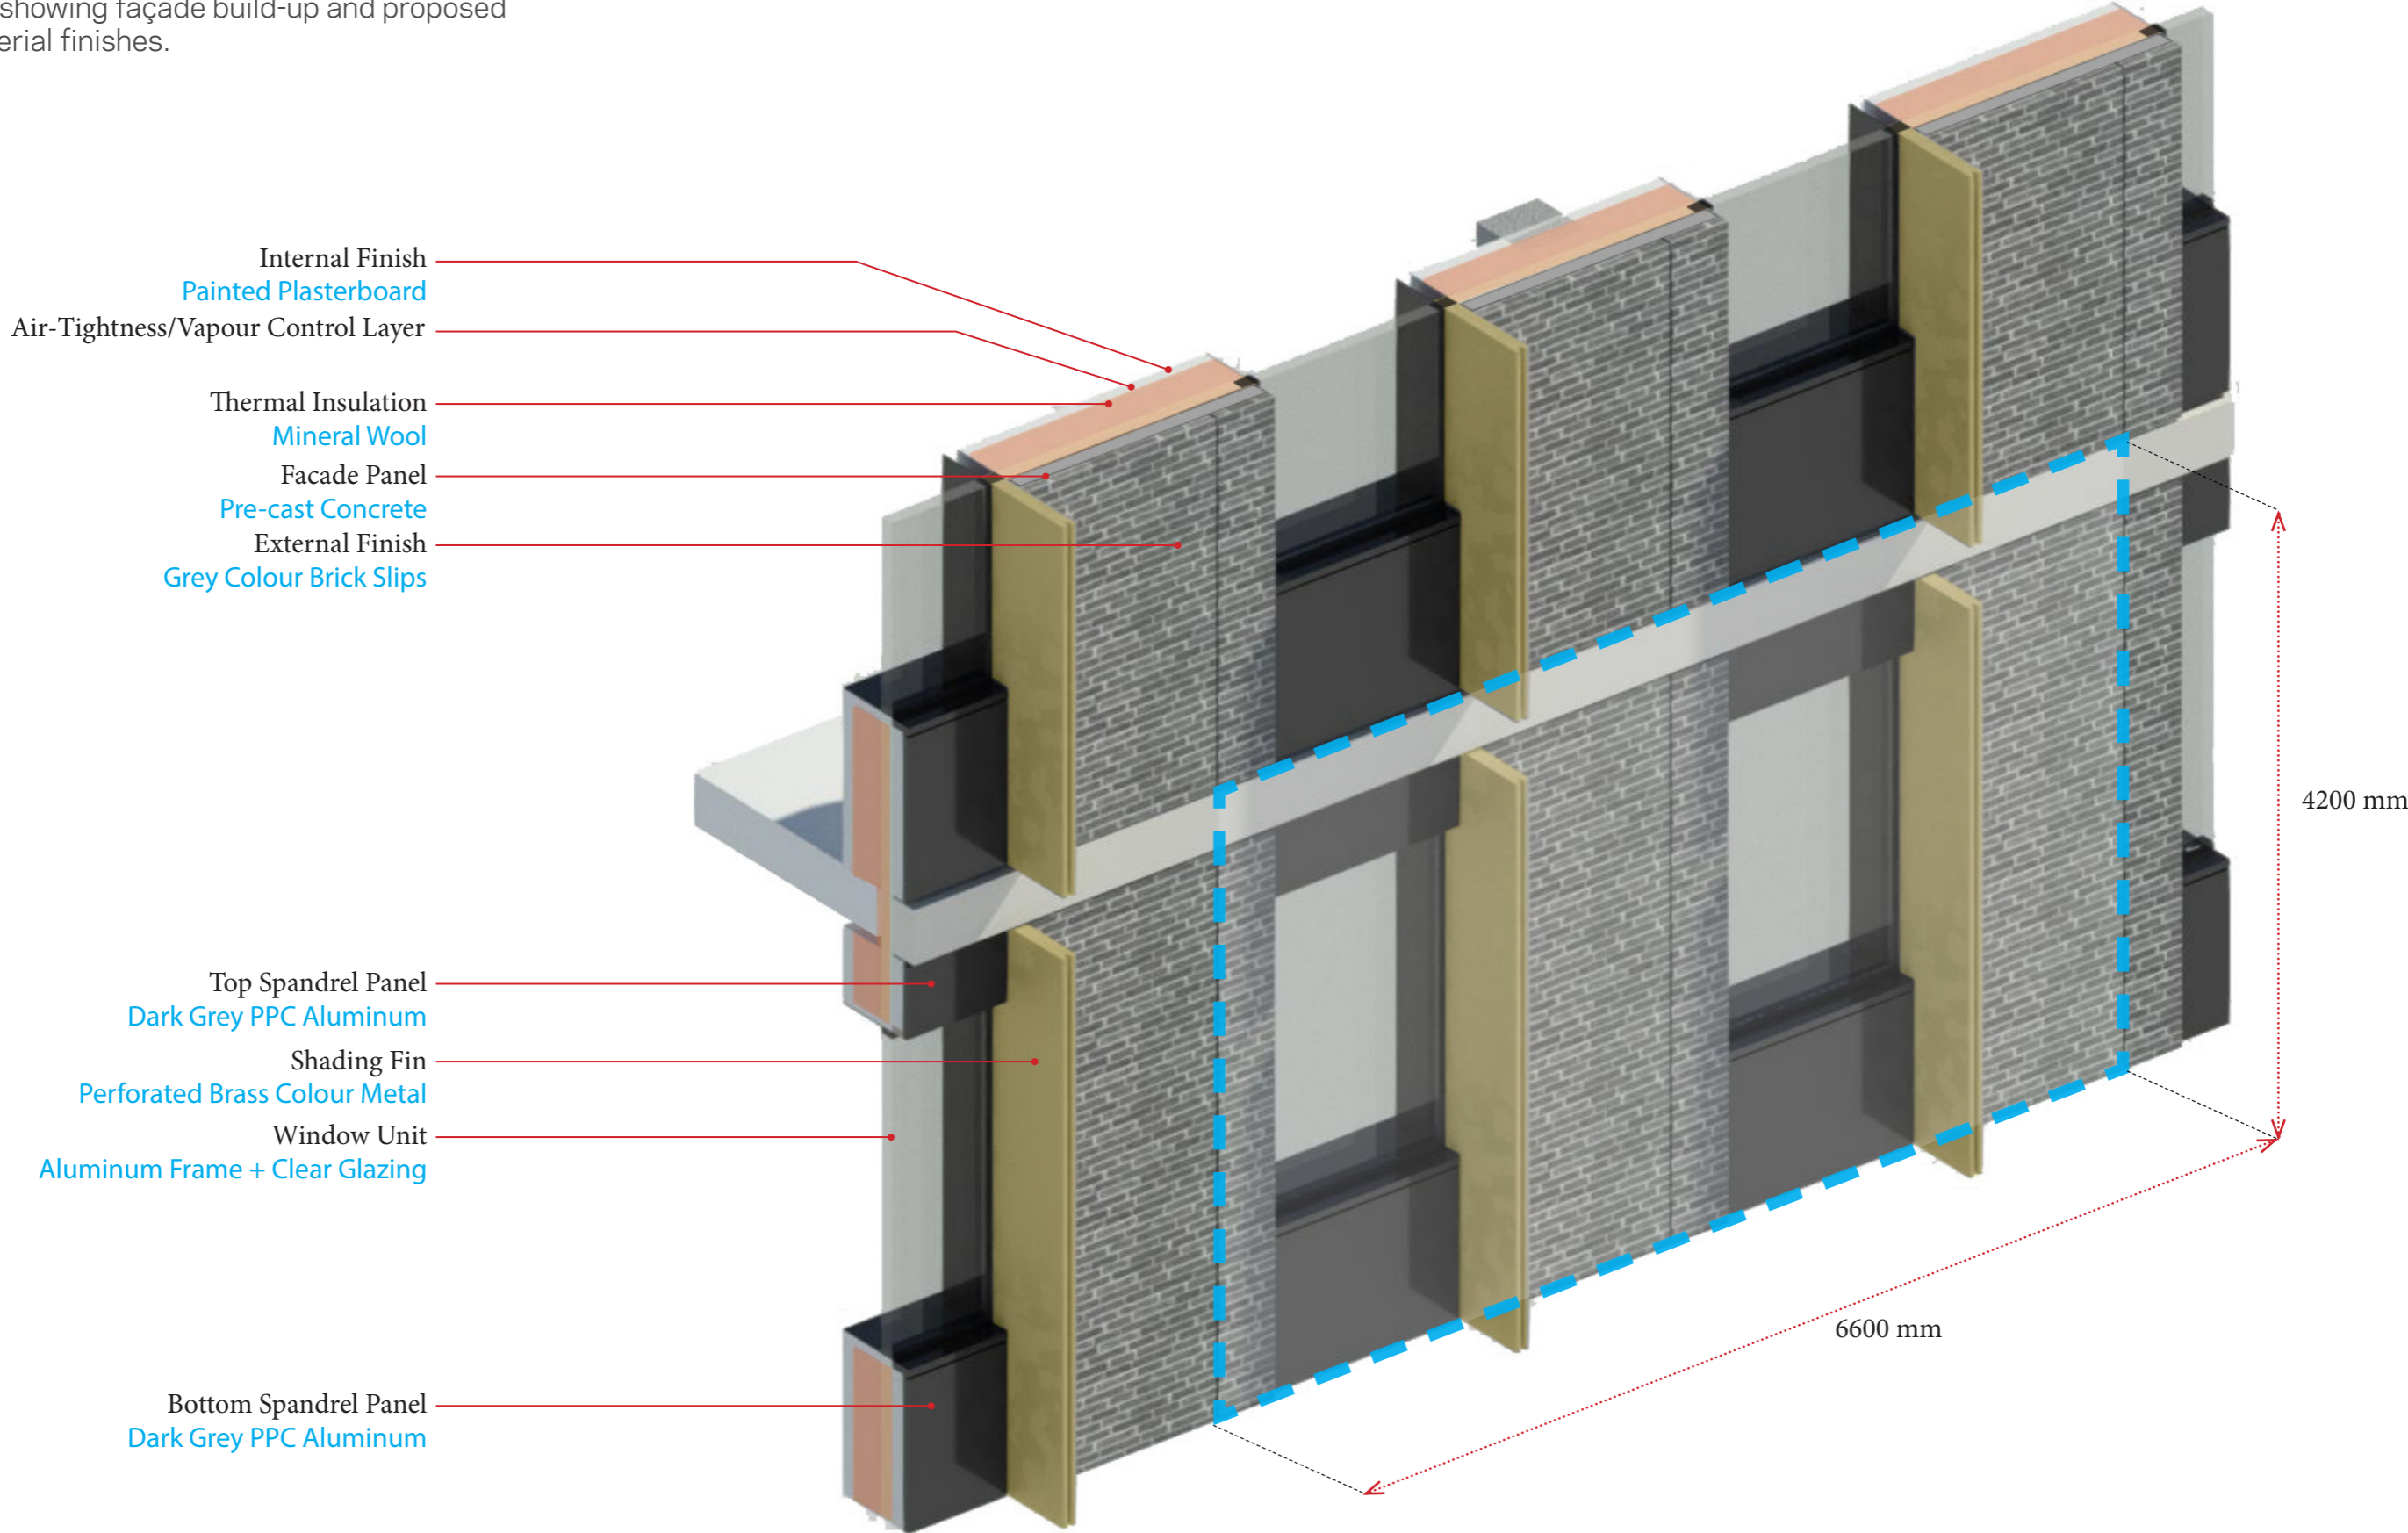 showing façade build-up and proposed
erial finishes.
Internal Finish
Painted Plasterboard
Air-Tightness/Vapour Control Layer
Thermal Insulation
Mineral Wool
Facade Panel
Pre-cast Concrete
External Finish
Grey Colour Brick Slips
Top Spandrel Panel
Dark Grey PPC Aluminum
Shading Fin
Perforated Brass Colour Metal
Window Unit
Aluminum Frame + Clear Glazing
Bottom Spandrel Panel
Dark Grey PPC Aluminum
4200 mm
6600 mm